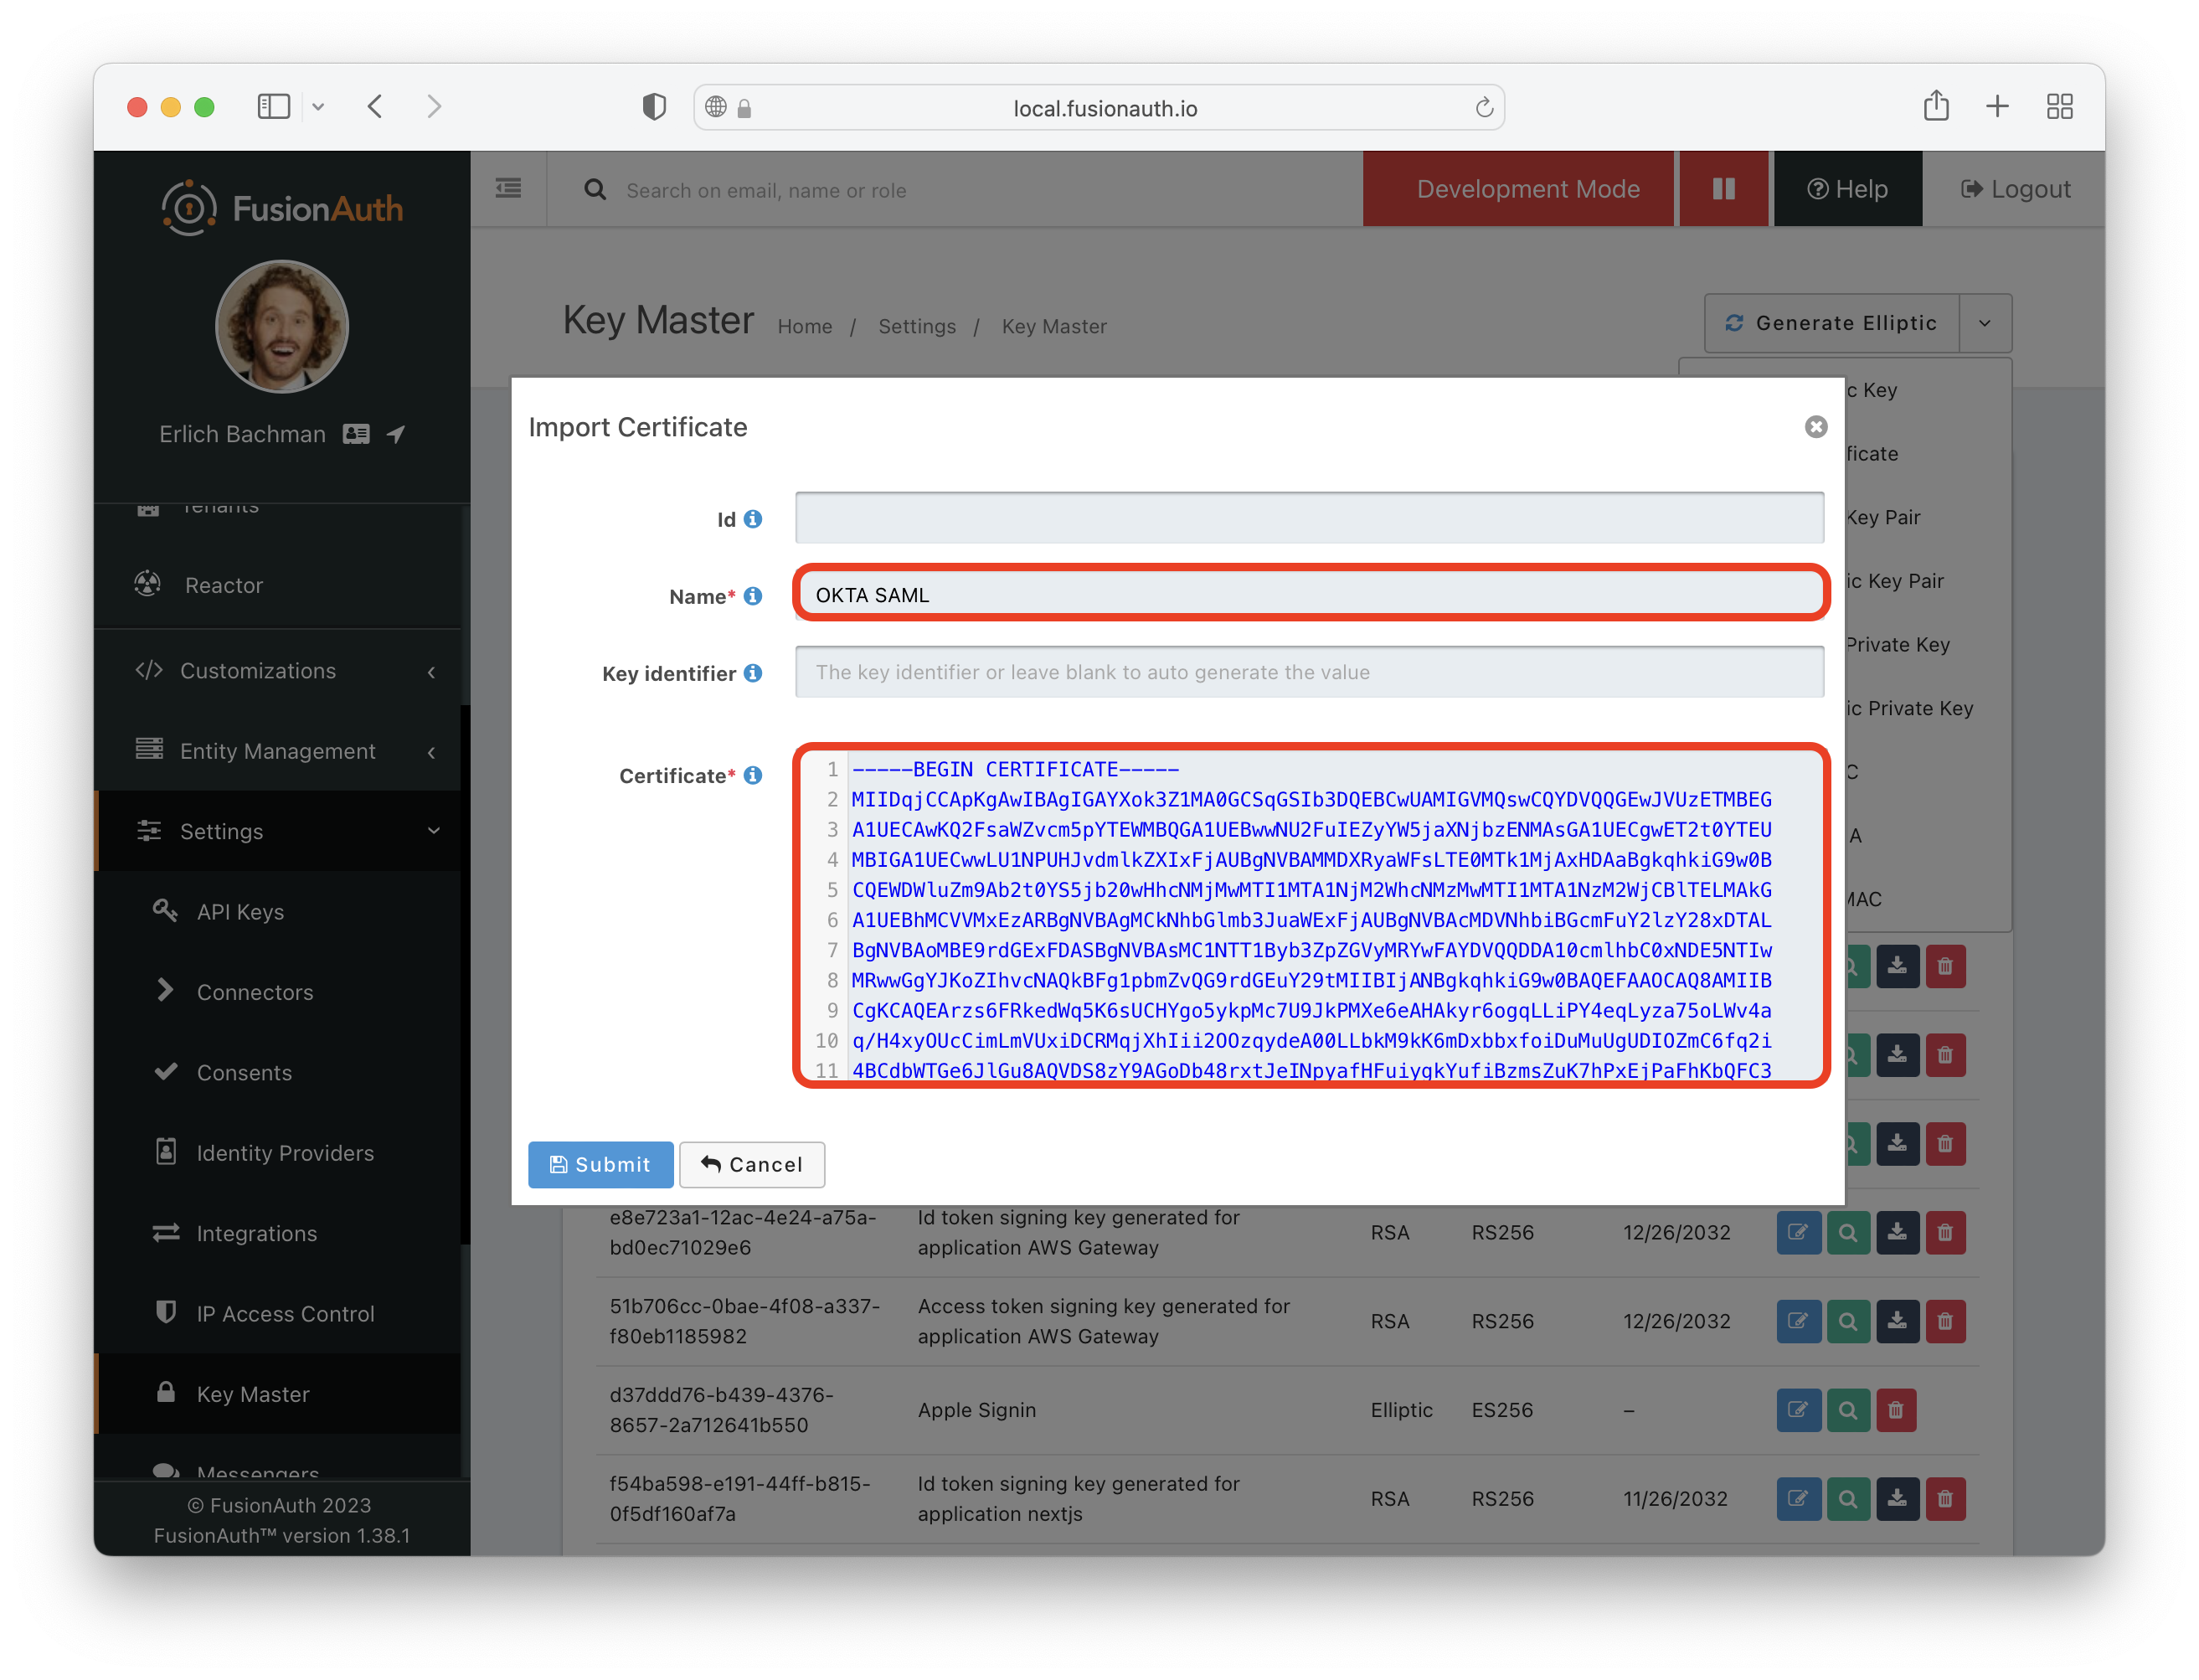 local.fusionauth.io
FusionAuth
Search on email, name or role
Development Mode
Help
Logout
Erlich Bachman
Key Master
Home / Settings / Key Master
Generate Elliptic
c Key
ficate
Key Pair
ic Key Pair
Private Key
ic Private Key
C
A
MAC
Tenants
Reactor
Customizations
Entity Management
Settings
API Keys
Connectors
Consents
Identity Providers
Integrations
IP Access Control
Key Master
Messengers
© FusionAuth 2023
FusionAuth™ version 1.38.1
Import Certificate
Id
Name*
OKTA SAML
Key identifier
The key identifier or leave blank to auto generate the value
Certificate*
1 -----BEGIN CERTIFICATE-----
2 MIIDqjCCApKgAwIBAgIGAYXok3Z1MA0GCSqGSIb3DQEBCwUAMIGVMQswCQYDVQQGEwJVUzETMBEG
3 A1UECAwKQ2FsaWZvcm5pYTEWMBQGA1UEBwwNU2FuIEZyYW5jaXNjbzENMAsGA1UECgwET2t0YTEU
4 MBIGA1UECwwLU1NPUHJvdmlkZXIxFjAUBgNVBAMMDXRyaWFsLTE0MTk1MjAxHDAaBgkqhkiG9w0B
5 CQEWDWluZm9Ab2t0YS5jb20wHhcNMjMwMTI1MTA1NjM2WhcNMzMwMTI1MTA1NzM2WjCBlTELMAkG
6 A1UEBhMCVVMxEzARBgNVBAgMCkNhbGlmb3JuaWExFjAUBgNVBAcMDVNhbiBGcmFuY2lzY28xDTAL
7 BgNVBAoMBE9rdGExFDASBgNVBAsMC1NTT1Byb3ZpZGVyMRYwFAYDVQQDDA10cmlhbC0xNDE5NTIw
8 MRwwGgYJKoZIhvcNAQkBFg1pbmZvQG9rdGEuY29tMIIBIjANBgkqhkiG9w0BAQEFAAOCAQ8AMIIB
9 CgKCAQEArzs6FRkedWq5K6sUCHYgo5ykpMc7U9JkPMXe6eAHAkyr6ogqLLiPY4eqLyza75oLWv4a
10 q/H4xyOUcCimLmVUxiDCRMqjXhIii2OOzqydeA00LLbkM9kK6mDxbbxfoiDuMuUgUDIOZmC6fq2i
11 4BCdbWTGe6JlGu8AQVDS8zY9AGoDb48rxtJeINpyafHFuiygkYufiBzmsZuK7hPxEjPaFhKbQFC3
Submit
Cancel
e8e723a1-12ac-4e24-a75a-
bd0ec71029e6
Id token signing key generated for
application AWS Gateway
RSA
RS256
12/26/2032
51b706cc-0bae-4f08-a337-
f80eb1185982
Access token signing key generated for
application AWS Gateway
RSA
RS256
12/26/2032
d37ddd76-b439-4376-
8657-2a712641b550
Apple Signin
Elliptic
ES256
–
f54ba598-e191-44ff-b815-
0f5df160af7a
Id token signing key generated for
application nextjs
RSA
RS256
11/26/2032